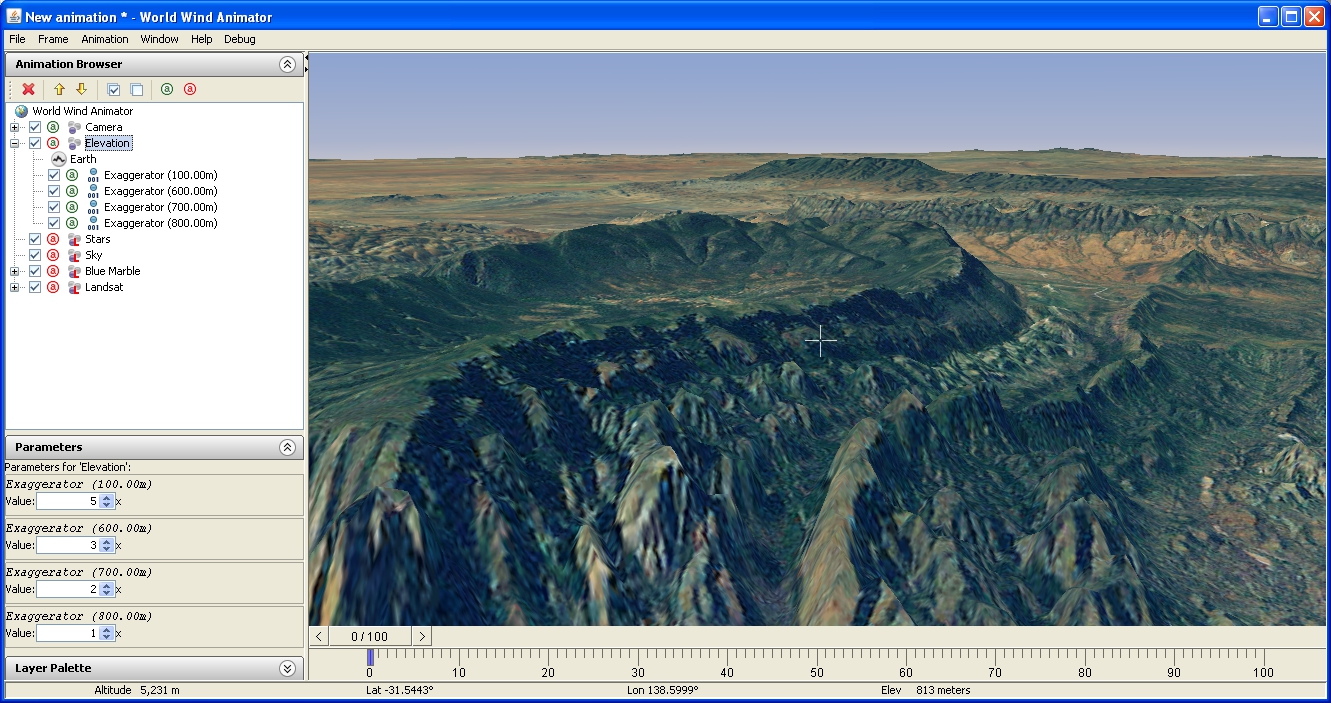 New animation * - World Wind Animator
File Frame Animation Window Help Debug
Animation Browser
World Wind Animator
Camera
Elevation
Earth
Exaggerator (100.00m)
Exaggerator (600.00m)
Exaggerator (700.00m)
Exaggerator (800.00m)
Stars
Sky
Blue Marble
Landsat
Parameters
Parameters for 'Elevation':
Exaggerator (100.00m)
Value: 5 x
Exaggerator (600.00m)
Value: 3 x
Exaggerator (700.00m)
Value: 2 x
Exaggerator (800.00m)
Value: 1 x
Layer Palette
0 / 100
0 10 20 30 40 50 60 70 80 90 100
Altitude 5,231 m Lat -31.5443° Lon 138.5999° Elev 813 meters